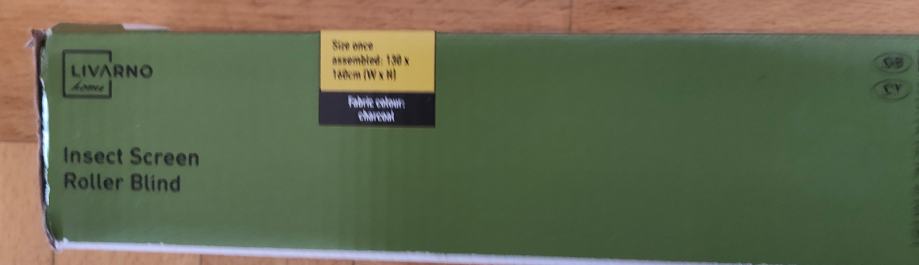 LIVARNO
home
Size once
assembled: 130 x
160cm (W x H)
Fabric colour:
charcoal
GB
CY
Insect Screen
Roller Blind